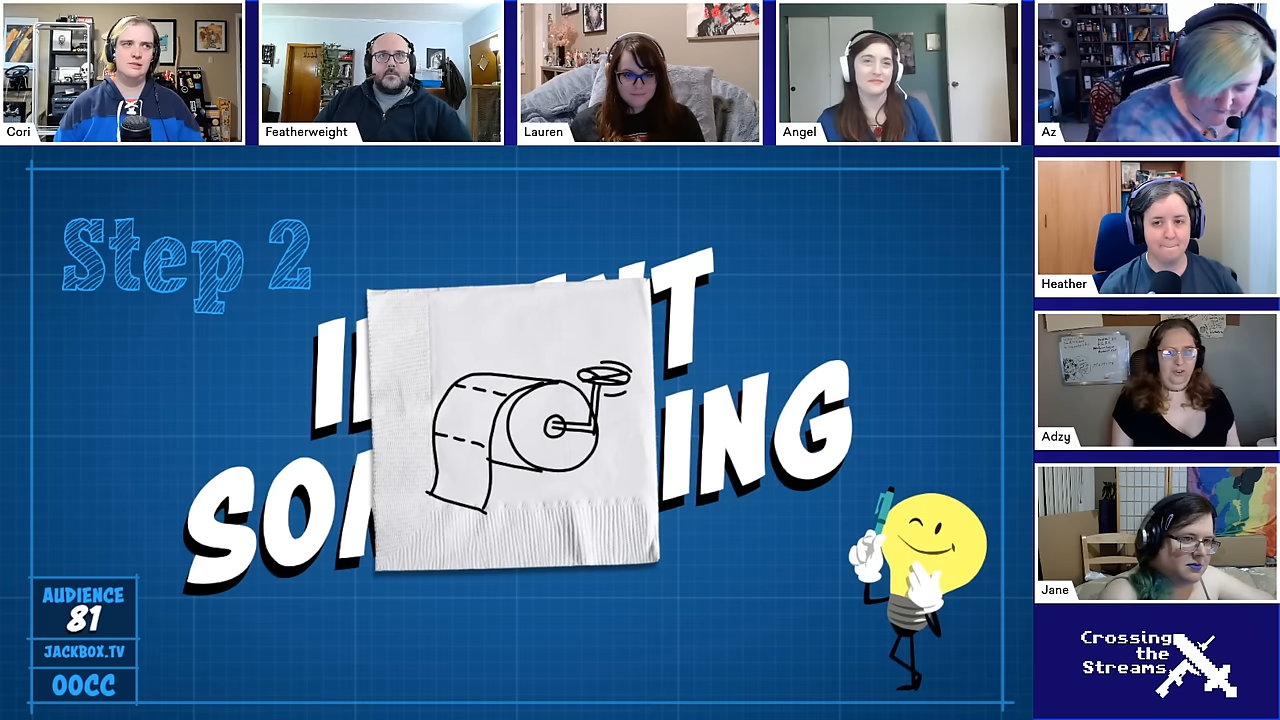 Cori
Featherweight
Lauren
Angel
Az
Heather
Adzy
Jane
Step 2
AUDIENCE
81
JACKBOX.TV
OOCC
Crossing
the
Streams